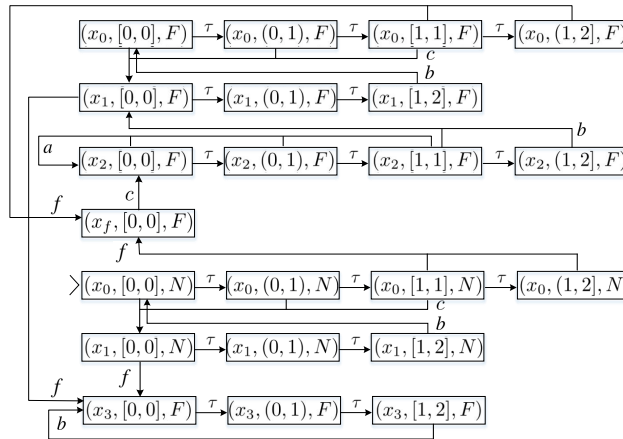 (x₀, [0, 0], F) τ (x₀, (0, 1), F) τ (x₀, [1, 1], F) τ (x₀, (1, 2], F)
c
b
(x₁, [0, 0], F) τ (x₁, (0, 1), F) τ (x₁, [1, 2], F)
b
a
(x₂, [0, 0], F) τ (x₂, (0, 1), F) τ (x₂, [1, 1], F) τ (x₂, (1, 2], F)
c
f
(x_f, [0, 0], F)
f
(x₀, [0, 0], N) τ (x₀, (0, 1), N) τ (x₀, [1, 1], N) τ (x₀, (1, 2], N
c
b
(x₁, [0, 0], N) τ (x₁, (0, 1), N) τ (x₁, [1, 2], N)
f f
(x₃, [0, 0], F) τ (x₃, (0, 1), F) τ (x₃, [1, 2], F)
b